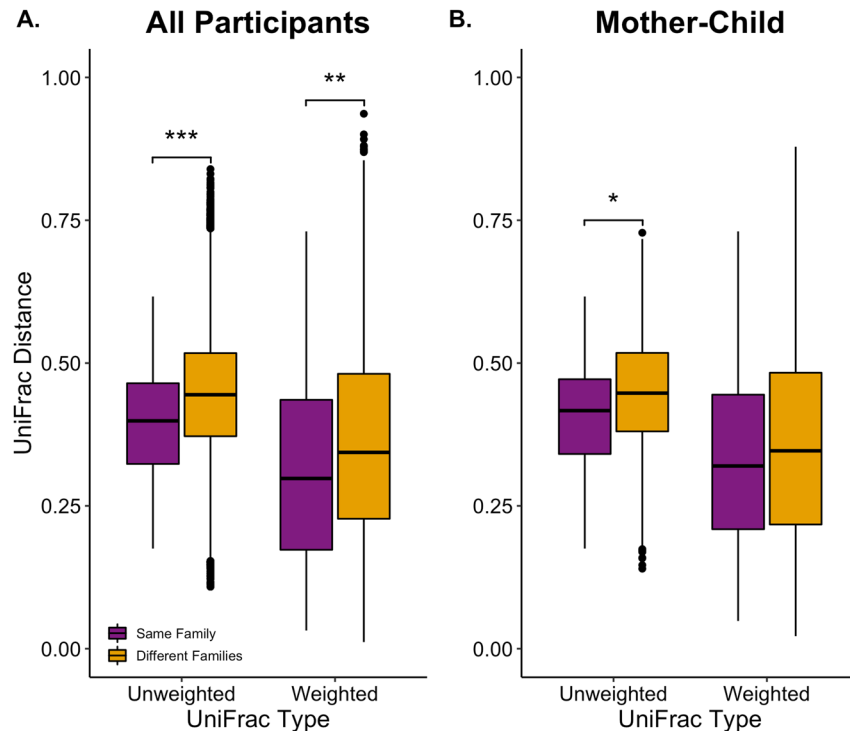 A.
All Participants
1.00
0.75
0.50
0.25
0.00
UniFrac Distance
***
**
Same Family
Different Families
Unweighted
Weighted
UniFrac Type
B.
Mother-Child
1.00
0.75
0.50
0.25
0.00
*
Unweighted
Weighted
UniFrac Type